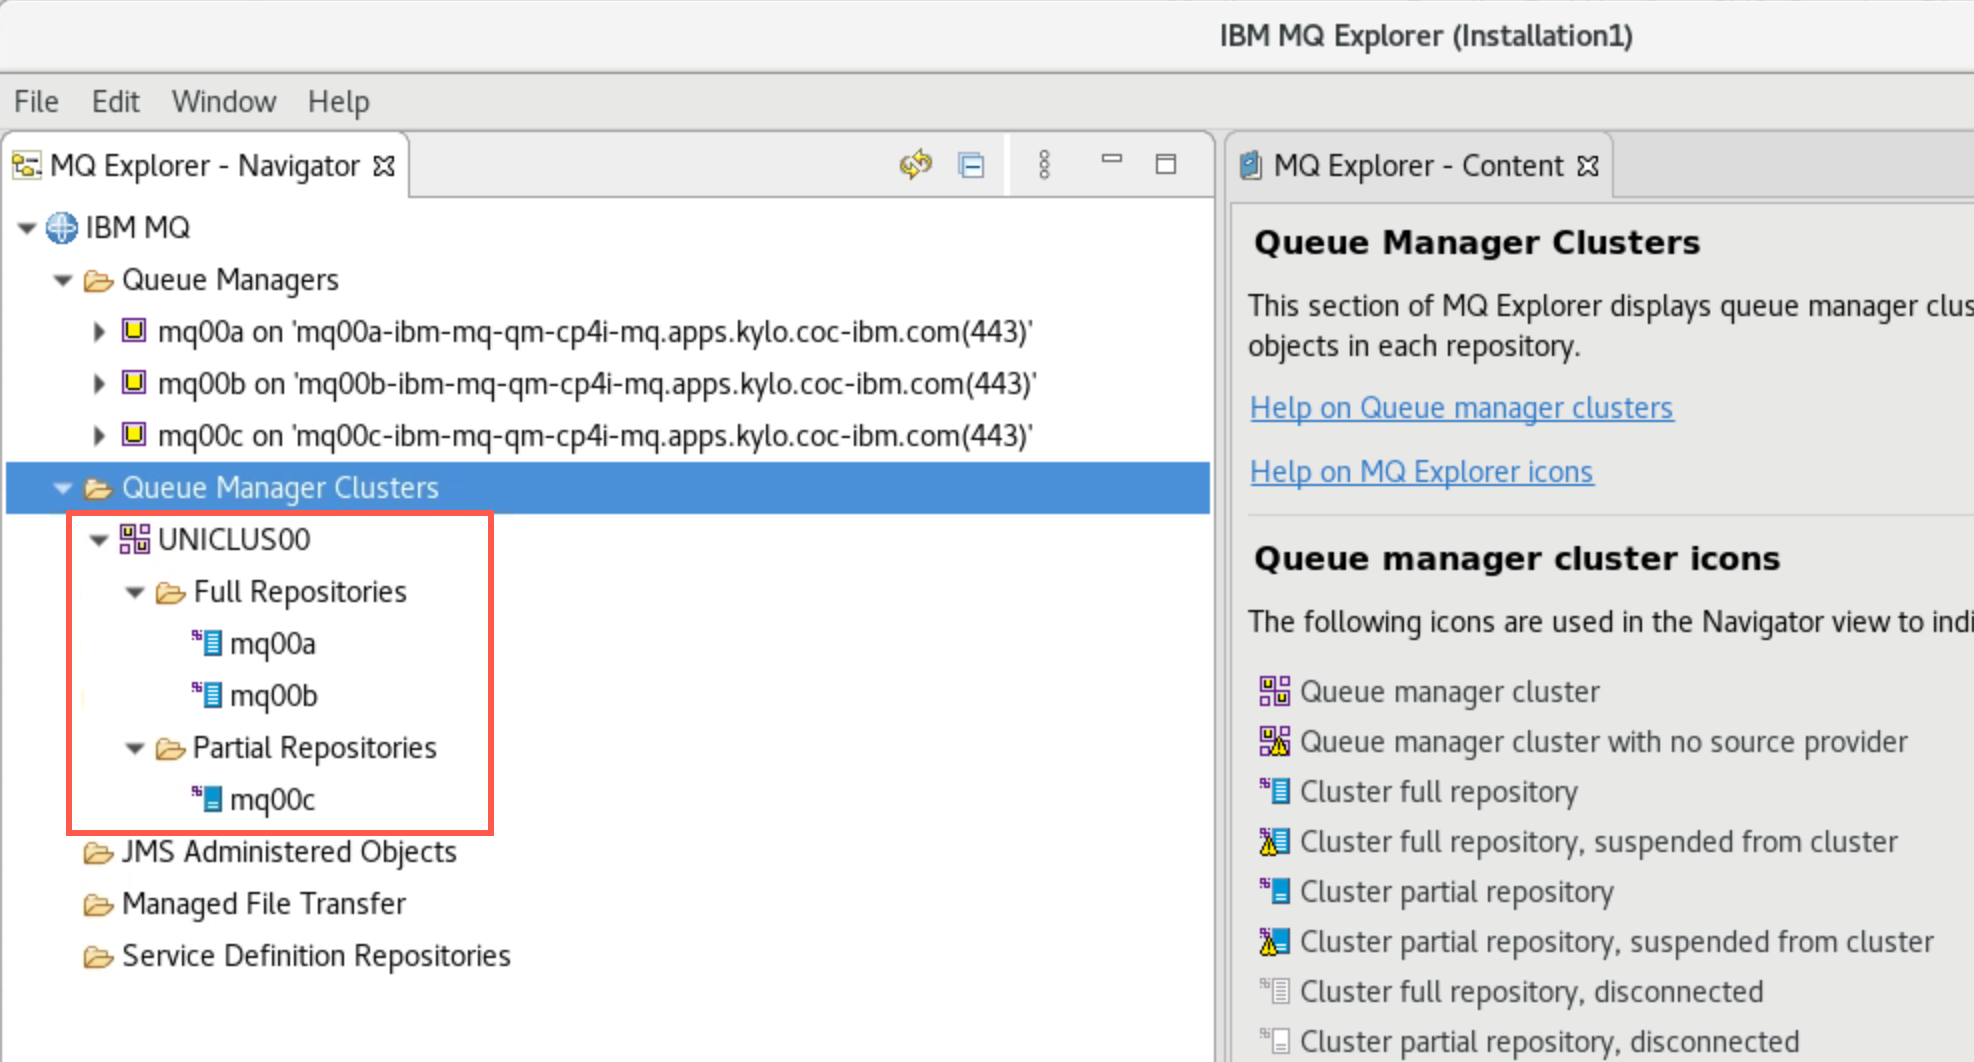 IBM MQ Explorer (Installation1)
File Edit Window Help
MQ Explorer - Navigator
IBM MQ
Queue Managers
mq00a on 'mq00a-ibm-mq-qm-cp4i-mq.apps.kylo.coc-ibm.com(443)'
mq00b on 'mq00b-ibm-mq-qm-cp4i-mq.apps.kylo.coc-ibm.com(443)'
mq00c on 'mq00c-ibm-mq-qm-cp4i-mq.apps.kylo.coc-ibm.com(443)'
Queue Manager Clusters
UNICLUS00
Full Repositories
mq00a
mq00b
Partial Repositories
mq00c
JMS Administered Objects
Managed File Transfer
Service Definition Repositories
MQ Explorer - Content
Queue Manager Clusters
This section of MQ Explorer displays queue manager clus
objects in each repository.
Help on Queue manager clusters
Help on MQ Explorer icons
Queue manager cluster icons
The following icons are used in the Navigator view to indi
Queue manager cluster
Queue manager cluster with no source provider
Cluster full repository
Cluster full repository, suspended from cluster
Cluster partial repository
Cluster partial repository, suspended from cluster
Cluster full repository, disconnected
Cluster partial repository, disconnected